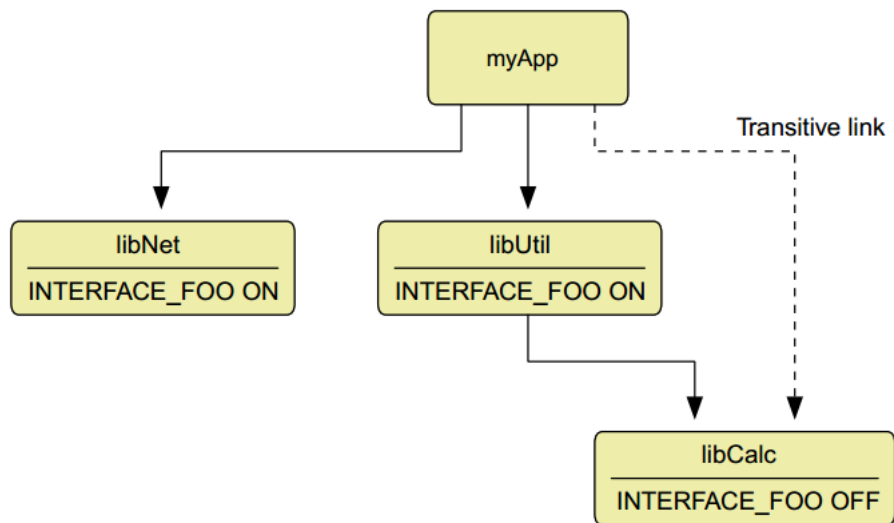 myApp
Transitive link
libNet
INTERFACE_FOO ON
libUtil
INTERFACE_FOO ON
libCalc
INTERFACE_FOO OFF